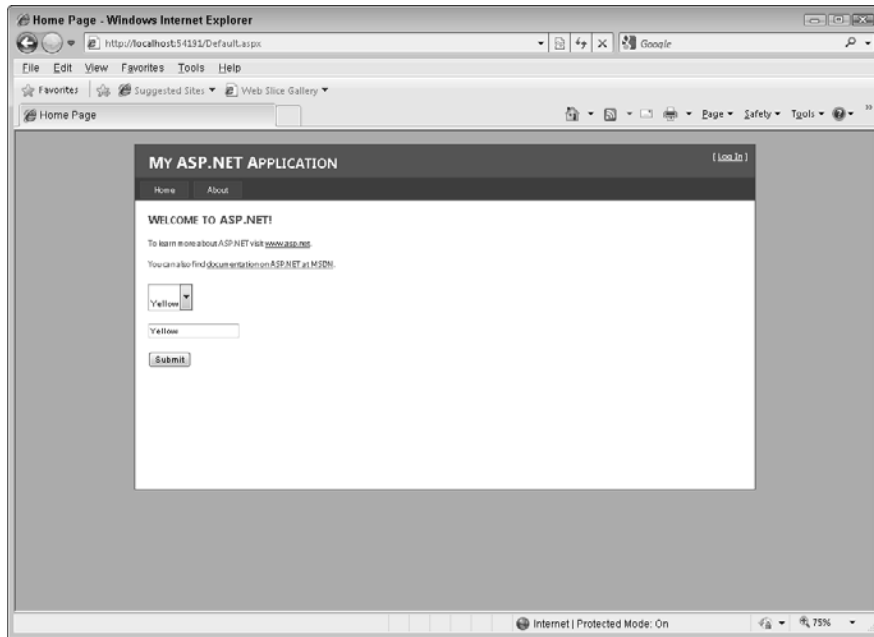 Home Page - Windows Internet Explorer
http://localhost:54191/Default.aspx
Google
File Edit View Favorites Tools Help
Favorites Suggested Sites Web Slice Gallery
Home Page
Page Safety Tools
MY ASP.NET APPLICATION
[ Log In ]
Home About
WELCOME TO ASP.NET!
To learn more about ASP.NET visit www.asp.net.
You can also find documentation on ASP.NET at MSDN.
Yellow
Yellow
Submit
Internet | Protected Mode: On
75%